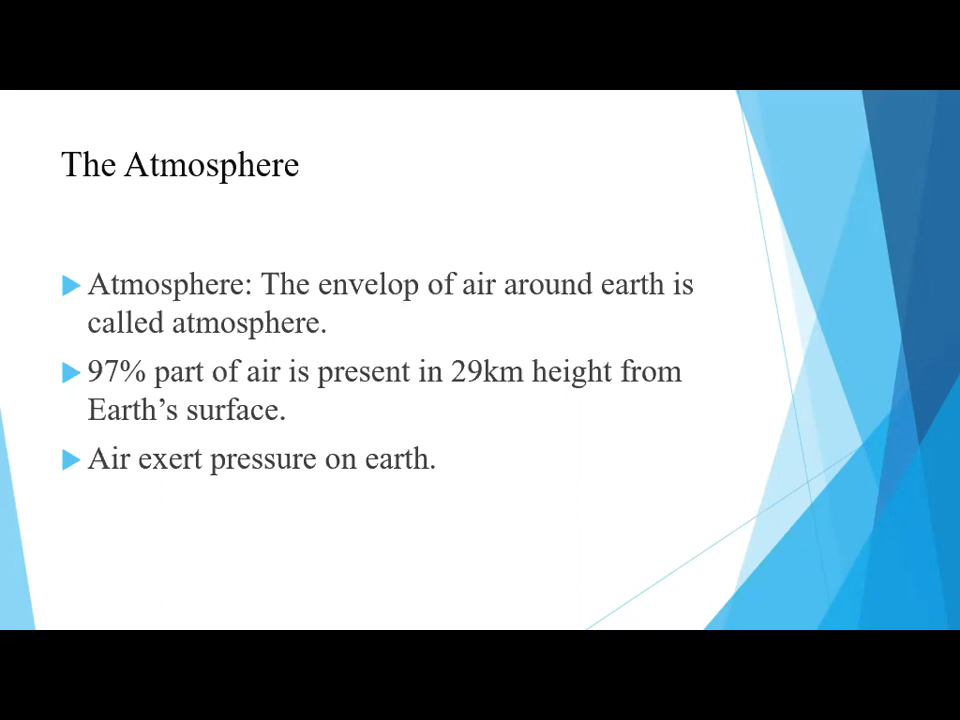 The Atmosphere
Atmosphere: The envelop of air around earth is
called atmosphere.
97% part of air is present in 29km height from
Earth’s surface.
Air exert pressure on earth.